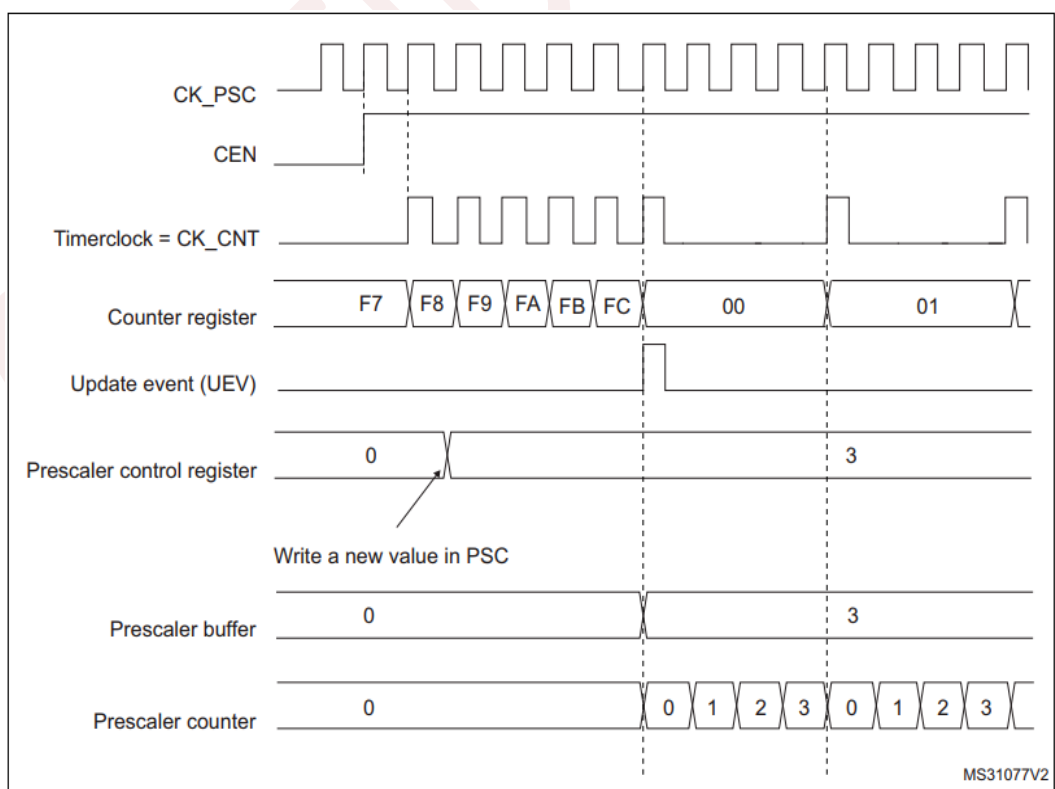 CK_PSC
CEN
Timerclock = CK_CNT
Counter register F7 F8 F9 FA FB FC 00 01
Update event (UEV)
Prescaler control register 0 3
Write a new value in PSC
Prescaler buffer 0 3
Prescaler counter 0 0 1 2 3 0 1 2 3
MS31077V2